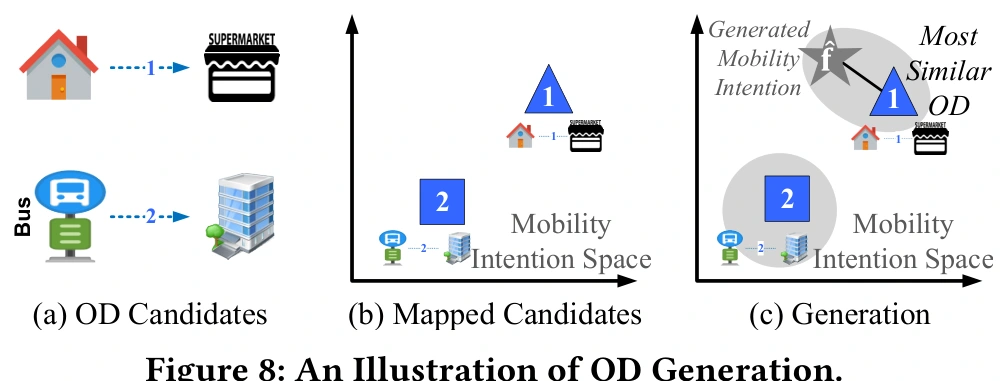 SUPERMARKET
1
Bus
2
(a) OD Candidates
1
SUPERMARKET
1
2
2
Mobility
Intention Space
(b) Mapped Candidates
Generated
Mobility
Intention
f̂
Most
Similar
OD
1
SUPERMARKET
1
2
2
Mobility
Intention Space
(c) Generation
Figure 8: An Illustration of OD Generation.